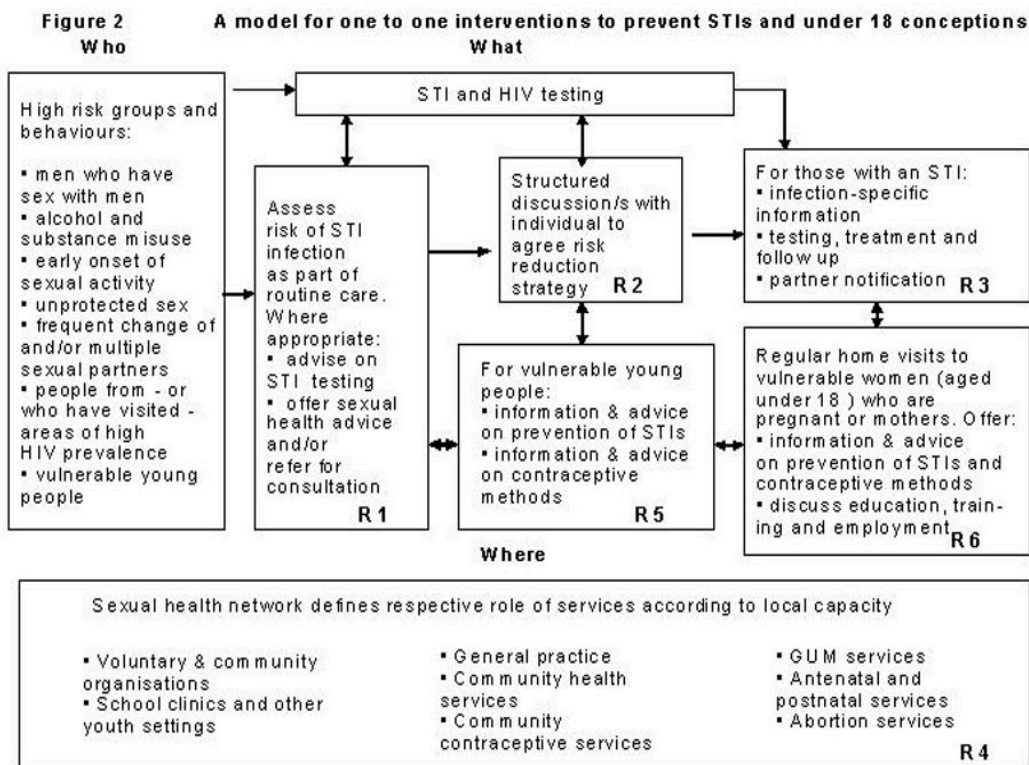 Figure 2
A model for one to one interventions to prevent STIs and under 18 conceptions
Who
What
High risk groups and
behaviours:
▪ men who have
sex with men
▪ alcohol and
substance misuse
▪ early onset of
sexual activity
▪ unprotected sex
▪ frequent change of
and/or multiple
sexual partners
▪ people from - or
who have visited -
areas of high
HIV prevalence
▪ vulnerable young
people
STI and HIV testing
Assess
risk of STI
infection
as part of
routine care.
Where
appropriate:
▪ advise on
STI testing
▪ offer sexual
health advice
and/or
refer for
consultation
R1
Structured
discussion/s with
individual to
agree risk
reduction
strategy
R2
For those with an STI:
▪ infection-specific
information
▪ testing, treatment and
follow up
▪ partner notification
R3
For vulnerable young
people:
▪ information & advice
on prevention of STIs
▪ information & advice
on contraceptive
methods
R5
Regular home visits to
vulnerable women (aged
under 18 ) who are
pregnant or mothers. Offer:
▪ information & advice
on prevention of STIs and
contraceptive methods
▪ discuss education, train-
ing and employment
R6
Where
Sexual health network defines respective role of services according to local capacity
▪ Voluntary & community
organisations
▪ School clinics and other
youth settings
▪ General practice
▪ Community health
services
▪ Community
contraceptive services
▪ GUM services
▪ Antenatal and
postnatal services
▪ Abortion services
R4